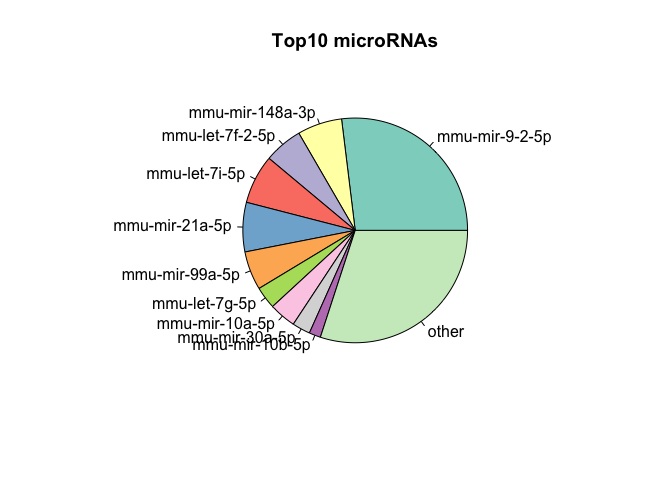 Top10 microRNAs
mmu-mir-148a-3p
mmu-mir-9-2-5p
mmu-let-7f-2-5p
mmu-let-7i-5p
mmu-mir-21a-5p
mmu-mir-99a-5p
mmu-let-7g-5p
mmu-mir-10a-5p
mmu-mir-30a-5p
mmu-mir-10b-5p
other